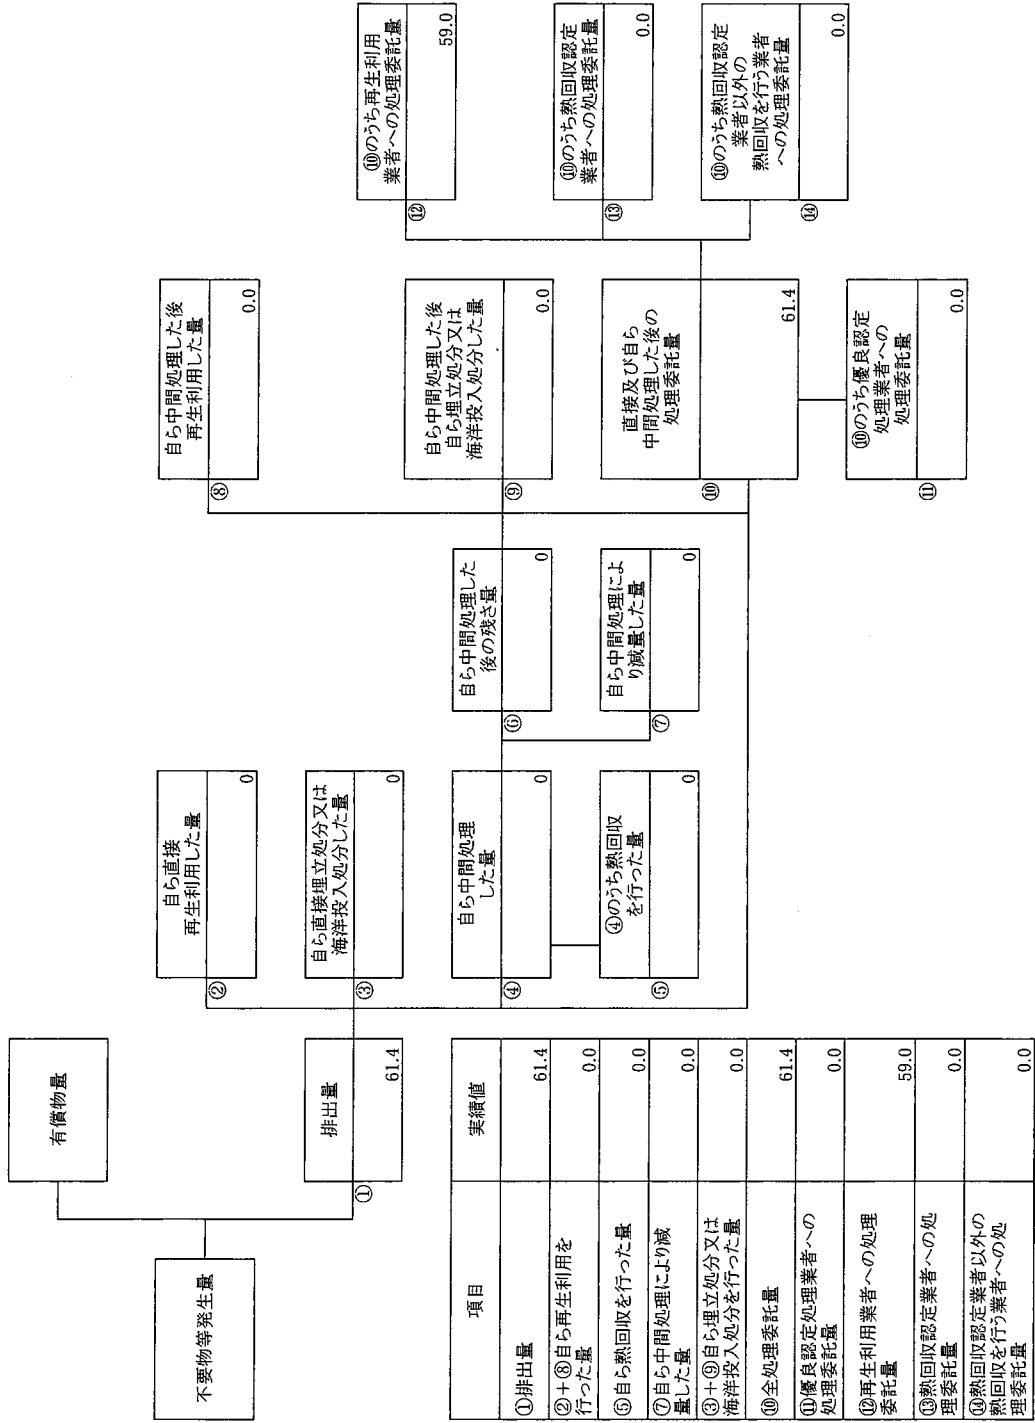 不要物等発生量
有償物量
排出量
①
61.4
自ら直接
再生利用した量
②
0
自ら直接埋立処分又は
海洋投入処分した量
③
0
自ら中間処理
した量
④
0
④のうち熱回収
を行った量
⑤
0
自ら中間処理した
後の残さ量
⑥
0
自ら中間処理によ
り減量した量
⑦
0
自ら中間処理した後
再生利用した量
⑧
0.0
自ら中間処理した後
自ら埋立処分又は
海洋投入処分した量
⑨
0.0
直接及び自ら
中間処理した後の
処理委託量
⑩
61.4
⑩のうち優良認定
処理業者への
処理委託量
⑪
0.0
⑩のうち再生利用
業者への処理委託量
⑫
59.0
⑩のうち熱回収認定
業者への処理委託量
⑬
0.0
⑩のうち熱回収認定
業者以外の
熱回収を行う業者
への処理委託量
⑭
0.0
項目
実績値
①排出量
61.4
②+⑧自ら再生利用を
行った量
0.0
⑤自ら熱回収を行った量
0.0
⑦自ら中間処理により減
量した量
0.0
③+⑨自ら埋立処分又は
海洋投入処分を行った量
0.0
⑩全処理委託量
61.4
⑪優良認定処理業者への
処理委託量
0.0
⑫再生利用業者への処理
委託量
59.0
⑬熱回収認定業者への処
理委託量
0.0
⑭熱回収認定業者以外の
熱回収を行う業者への処
理委託量
0.0